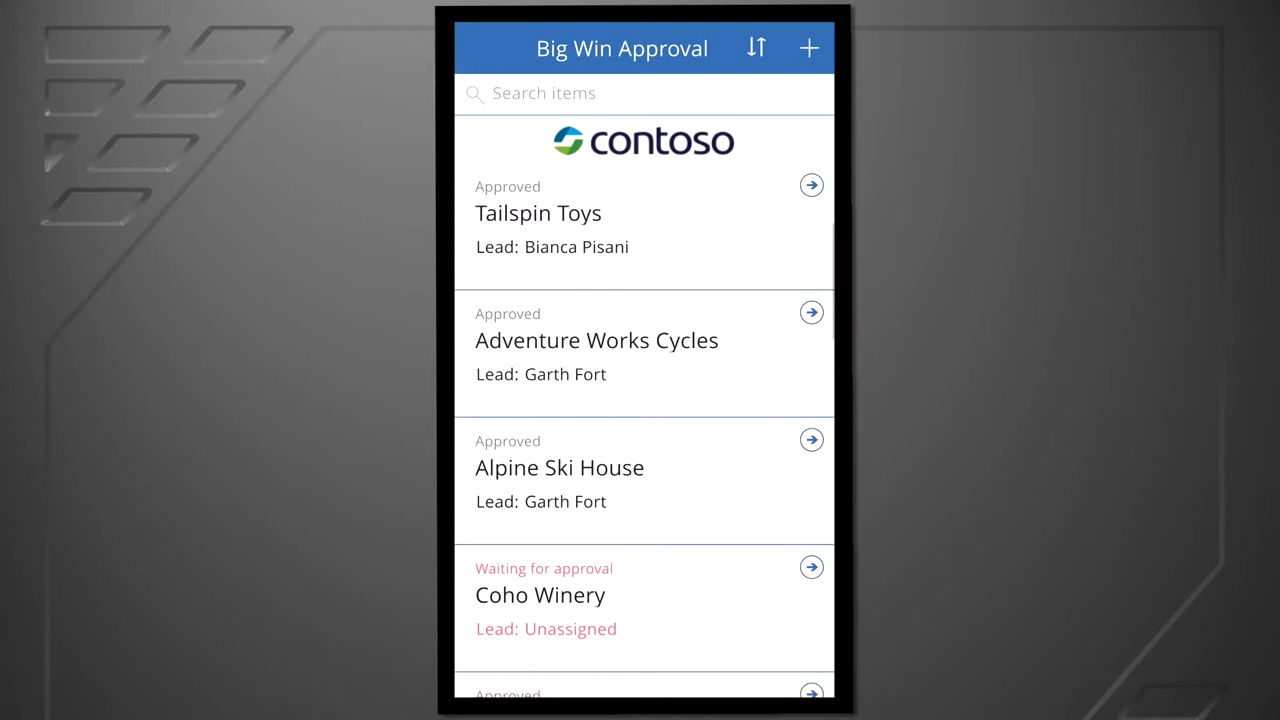 Big Win Approval
Search items
contoso
Approved
Tailspin Toys
Lead: Bianca Pisani
Approved
Adventure Works Cycles
Lead: Garth Fort
Approved
Alpine Ski House
Lead: Garth Fort
Waiting for approval
Coho Winery
Lead: Unassigned
Approved